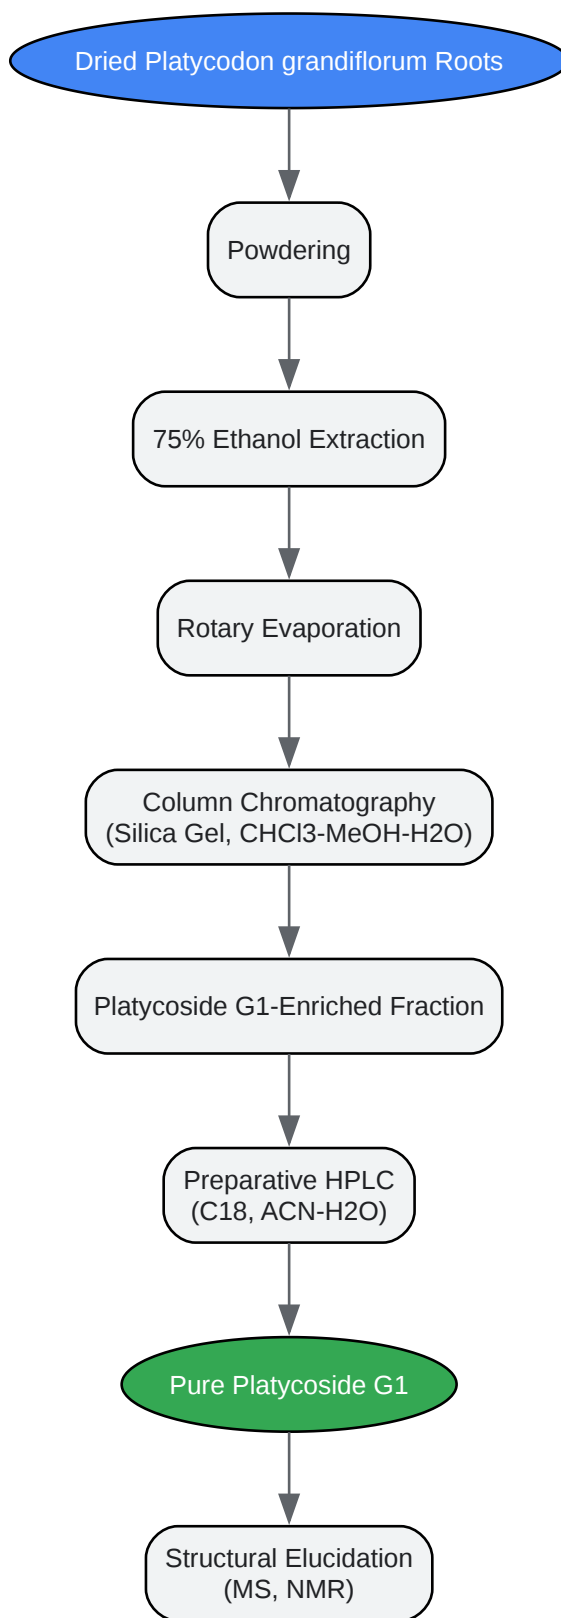 Dried Platycodon grandiflorum Roots
Powdering
75% Ethanol Extraction
Rotary Evaporation
Column Chromatography
(Silica Gel, CHCl3-MeOH-H2O)
Platycoside G1-Enriched Fraction
Preparative HPLC
(C18, ACN-H2O)
Pure Platycoside G1
Structural Elucidation
(MS, NMR)